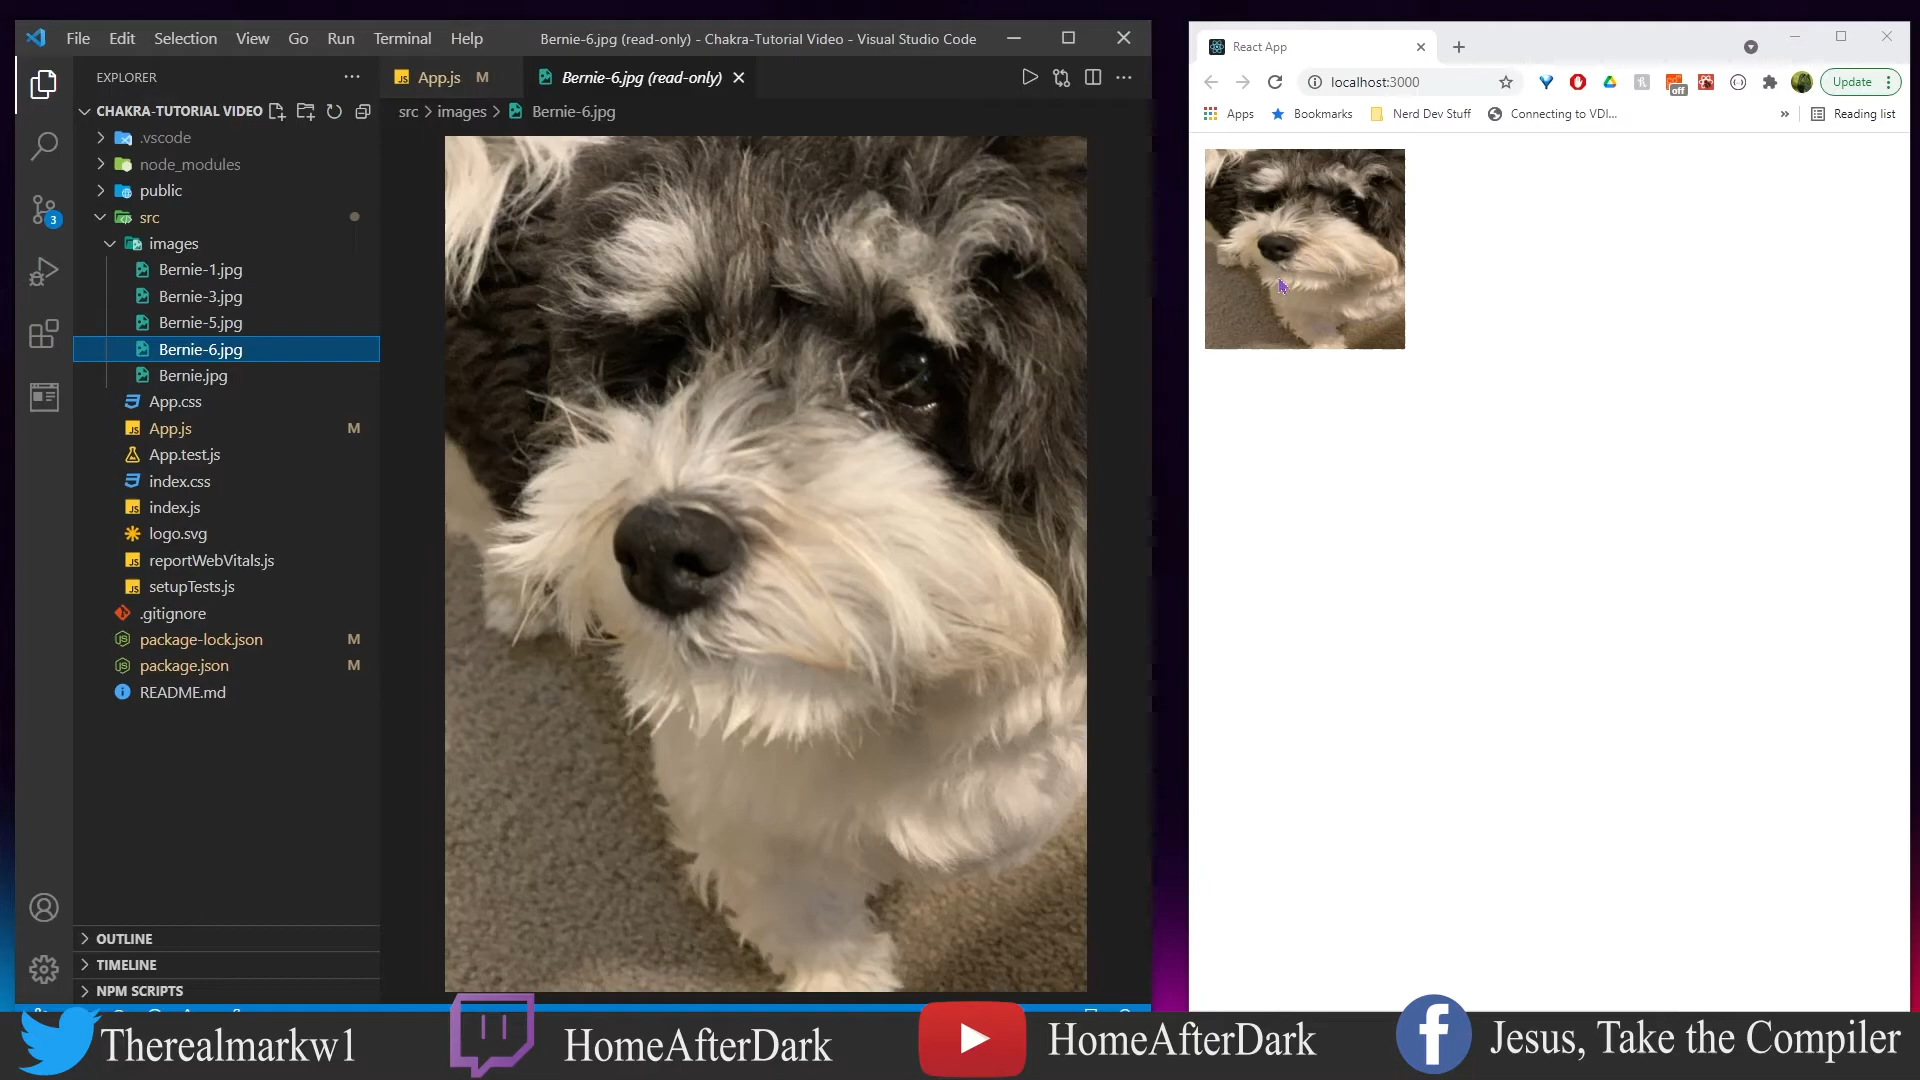 File Edit Selection View Go Run Terminal Help
Bernie-6.jpg (read-only) - Chakra-Tutorial Video - Visual Studio Code
EXPLORER
CHAKRA-TUTORIAL VIDEO
.vscode
node_modules
public
src
images
Bernie-1.jpg
Bernie-3.jpg
Bernie-5.jpg
Bernie-6.jpg
Bernie.jpg
App.css
App.js M
App.test.js
index.css
index.js
logo.svg
reportWebVitals.js
setupTests.js
.gitignore
package-lock.json M
package.json M
README.md
OUTLINE
TIMELINE
NPM SCRIPTS
3
App.js M
Bernie-6.jpg (read-only)
src > images > Bernie-6.jpg
React App
localhost:3000
off
Update
Apps Bookmarks Nerd Dev Stuff Connecting to VDI... » Reading list
Therealmarkw1
HomeAfterDark
HomeAfterDark
Jesus, Take the Compiler